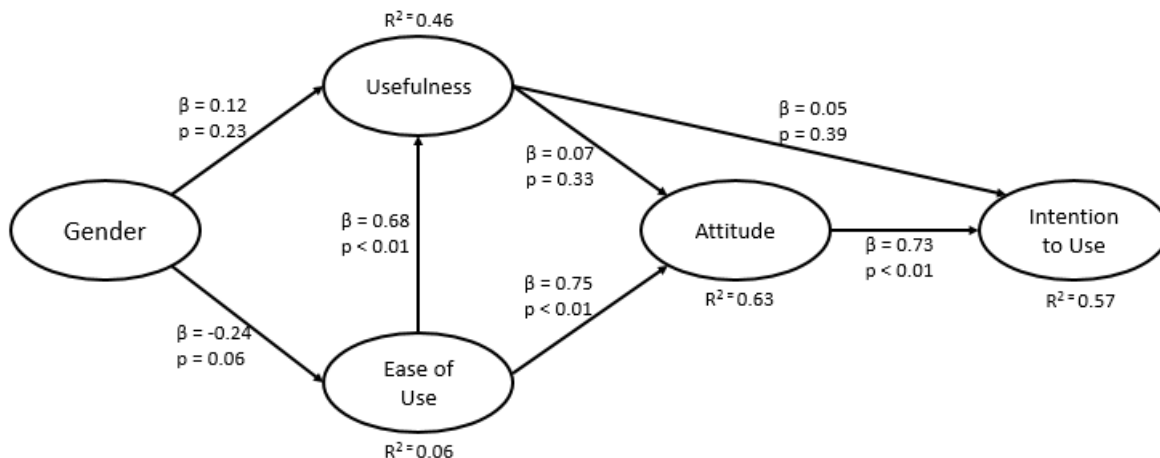 R² = 0.46
Usefulness
β = 0.12
p = 0.23
β = 0.05
p = 0.39
β = 0.07
p = 0.33
Gender
β = 0.68
p < 0.01
Attitude
R² = 0.63
β = 0.73
p < 0.01
Intention
to Use
R² = 0.57
β = 0.75
p < 0.01
β = -0.24
p = 0.06
Ease of
Use
R² = 0.06